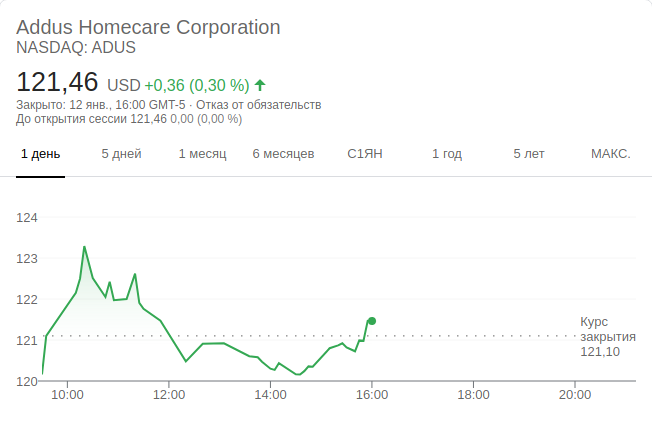 Addus Homecare Corporation
NASDAQ: ADUS
121,46 USD +0,36 (0,30 %)
Закрыто: 12 янв., 16:00 GMT-5 · Отказ от обязательств
До открытия сессии 121,46 0,00 (0,00 %)
1 день 5 дней 1 месяц 6 месяцев С1ЯН 1 год 5 лет МАКС.
124
123
122
121
120
Курс
закрытия
121,10
10:00 12:00 14:00 16:00 18:00 20:00